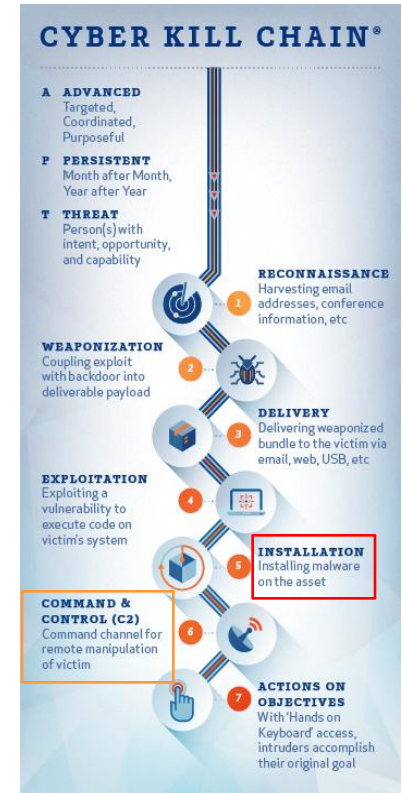 CYBER KILL CHAIN®
A ADVANCED
Targeted,
Coordinated,
Purposeful
P PERSISTENT
Month after Month,
Year after Year
T THREAT
Person(s) with
intent, opportunity,
and capability
RECONNAISSANCE
Harvesting email
addresses, conference
information, etc
1
WEAPONIZATION
Coupling exploit
with backdoor into
deliverable payload
2
DELIVERY
Delivering weaponized
bundle to the victim via
email, web, USB, etc
3
EXPLOITATION
Exploiting a
vulnerability to
execute code on
victim's system
4
INSTALLATION
Installing malware
on the asset
5
COMMAND &
CONTROL (C2)
Command channel for
remote manipulation
of victim
6
ACTIONS ON
OBJECTIVES
With 'Hands on
Keyboard' access,
intruders accomplish
their original goal
7